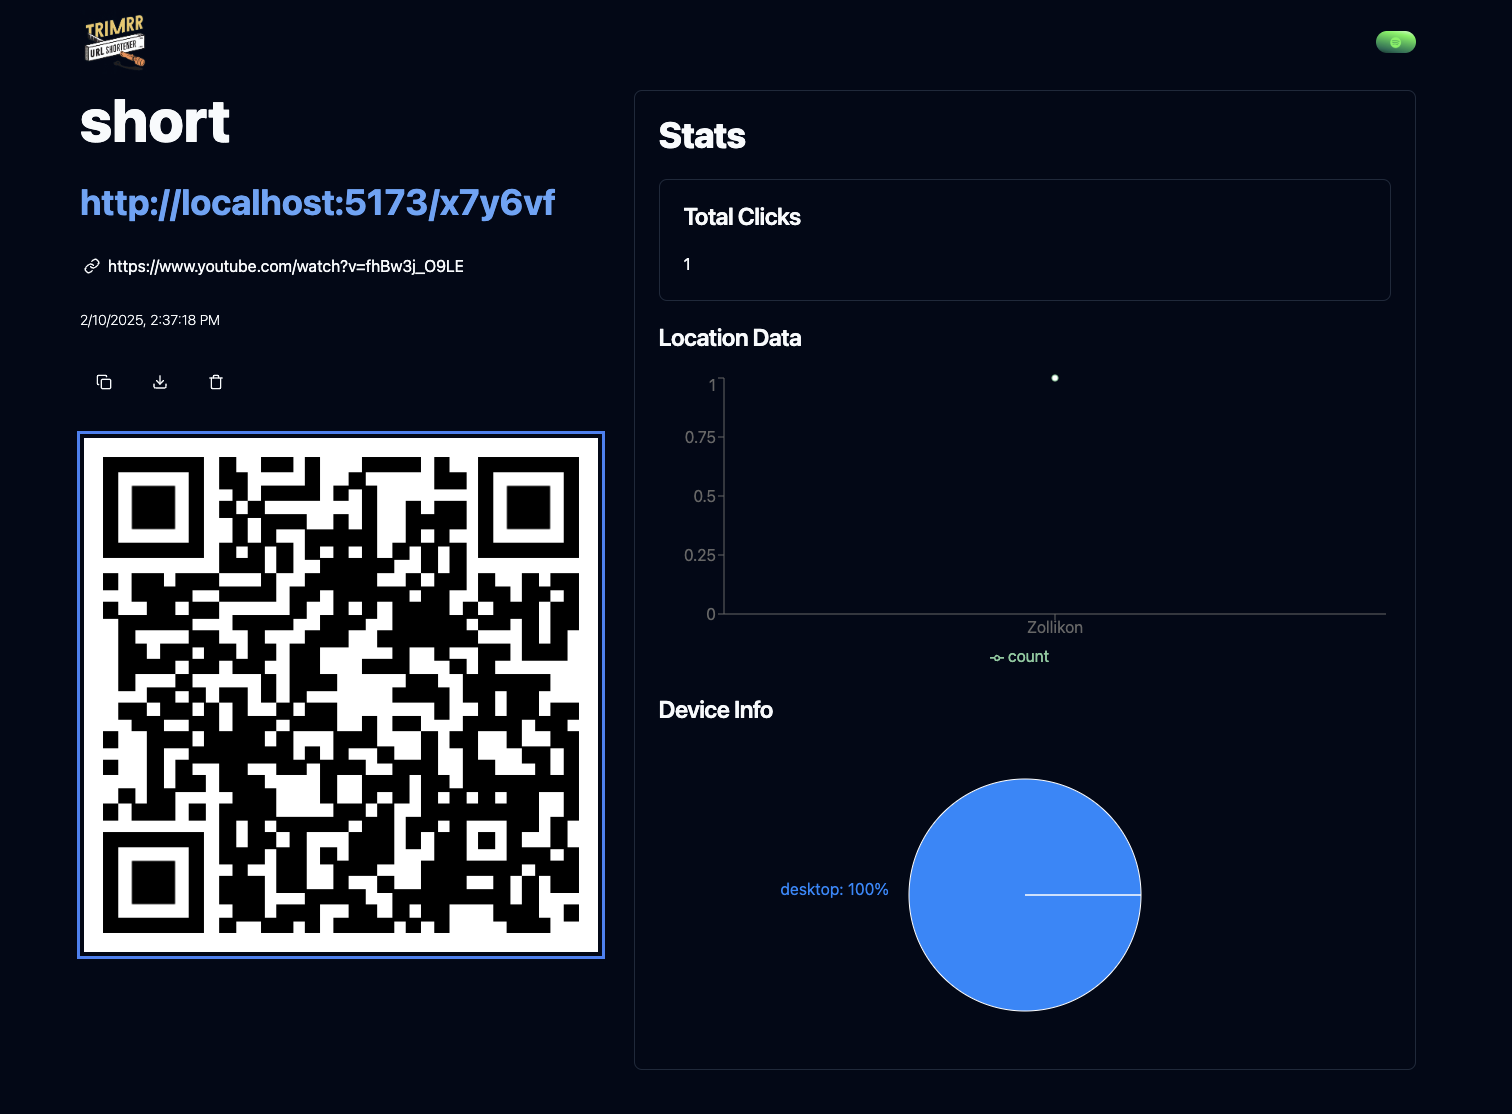 TRIMRR
URL SHORTENER
short
http://localhost:5173/x7y6vf
https://www.youtube.com/watch?v=fhBw3j_O9LE
2/10/2025, 2:37:18 PM
Stats
Total Clicks
1
Location Data
1
0.75
0.5
0.25
0
Zollikon
count
Device Info
desktop: 100%